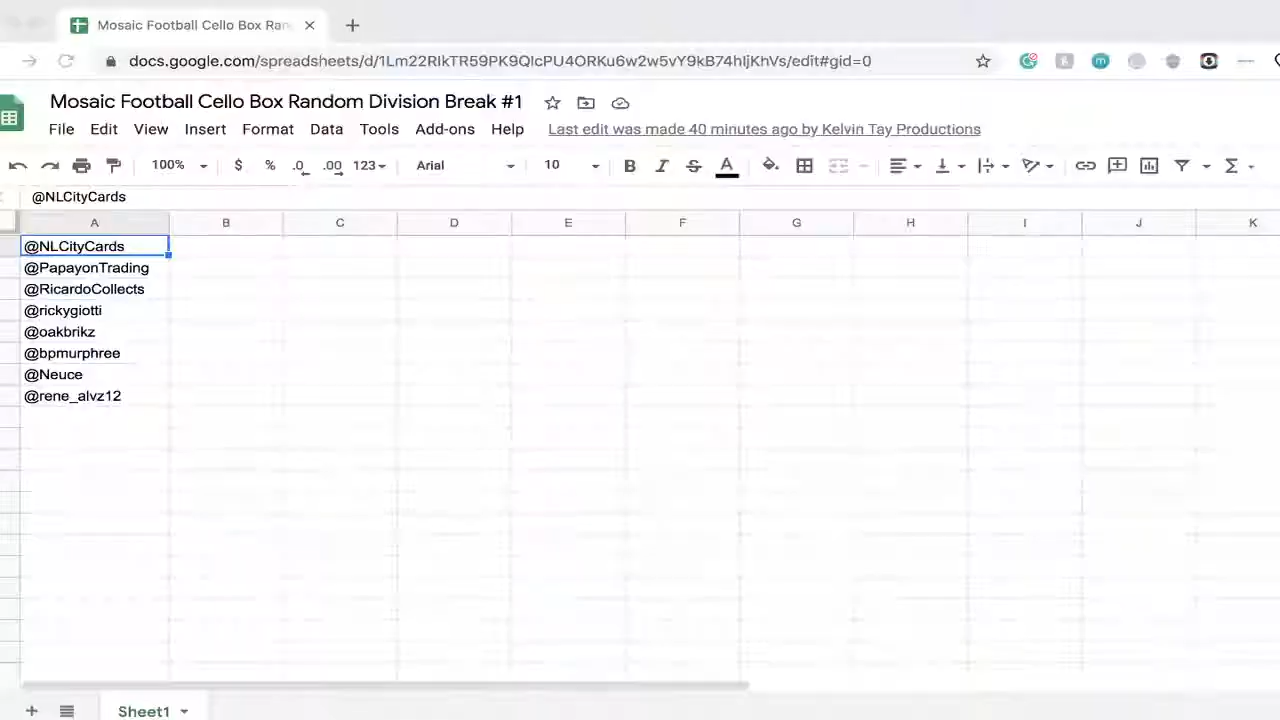 Mosaic Football Cello Box Ran
docs.google.com/spreadsheets/d/1Lm22RIkTR59PK9QIcPU4ORKu6w2w5vY9kB74hIjKhVs/edit#gid=0
Mosaic Football Cello Box Random Division Break #1
File Edit View Insert Format Data Tools Add-ons Help Last edit was made 40 minutes ago by Kelvin Tay Productions
100% $ % .0 .00 123 Arial 10 B I S A
@NLCityCards
A B C D E F G H I J K
@NLCityCards
@PapayonTrading
@RicardoCollects
@rickygiotti
@oakbrikz
@bpmurphree
@Neuce
@rene_alvz12
Sheet1